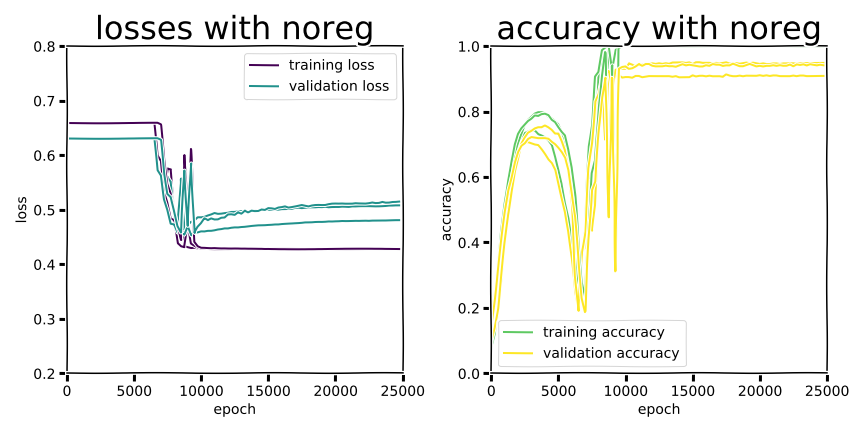 losses with noreg
0.8
0.7
0.6
0.5
0.4
0.3
0.2
loss
training loss
validation loss
0 5000 10000 15000 20000 25000
epoch
accuracy with noreg
1.0
0.8
0.6
0.4
0.2
0.0
accuracy
training accuracy
validation accuracy
0 5000 10000 15000 20000 25000
epoch